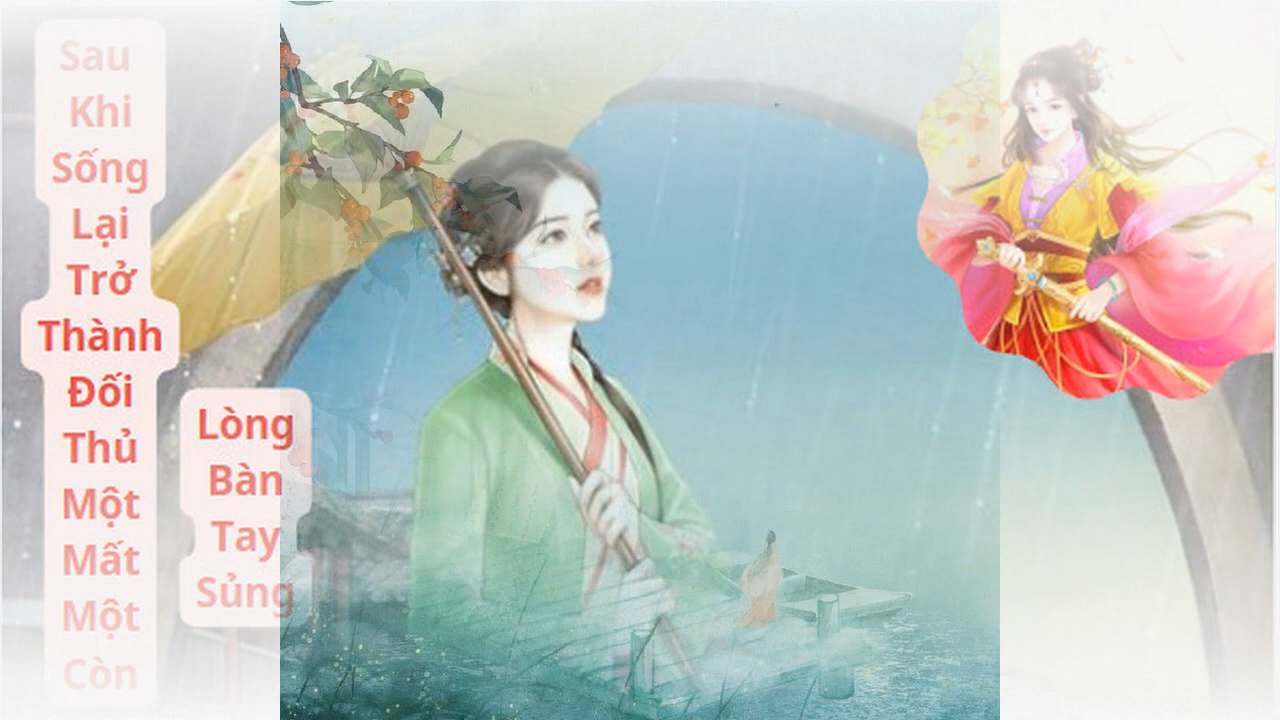 Sau
Khi
Sống
Lại
Trở
Thành
Đối
Thủ
Một
Mất
Một
Còn
Lòng
Bàn
Tay
Sủng